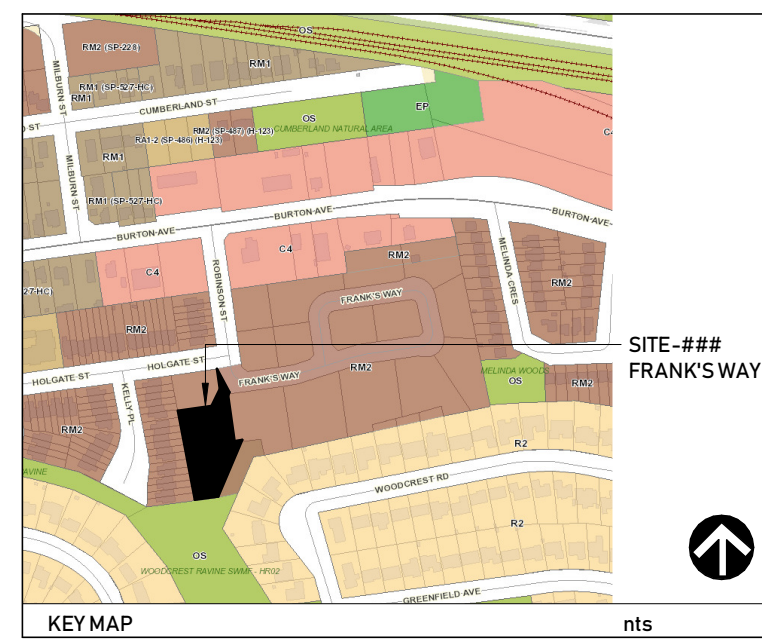 OS
RM2 (SP-228)
RM1
MILBURN ST
RM1 (SP-527-HC)
RM1
CUMBERLAND ST
D ST
EP
OS
CUMBERLAND NATURAL AREA
RM2 (SP-487) (H-123)
RA1-2 (SP-486) (H-123)
C4
RM1
MILBURN ST
RM1 (SP-527-HC)
BURTON AVE
BURTON AVE
BURTON AVE
C4
C4
RM2
MELINDA CRES
ROBINSON ST
27-HC)
RM2
FRANK'S WAY
RM2
SITE-###
FRANK'S WAY
HOLGATE ST
HOLGATE ST
FRANK'S WAY
RM2
MELINDA WOODS
OS
RM2
KELLY PL
RM2
R2
AVINE
WOODCREST RD
R2
OS
WOODCREST RAVINE SWMF - HR02
GREENFIELD AVE
KEY MAP
nts